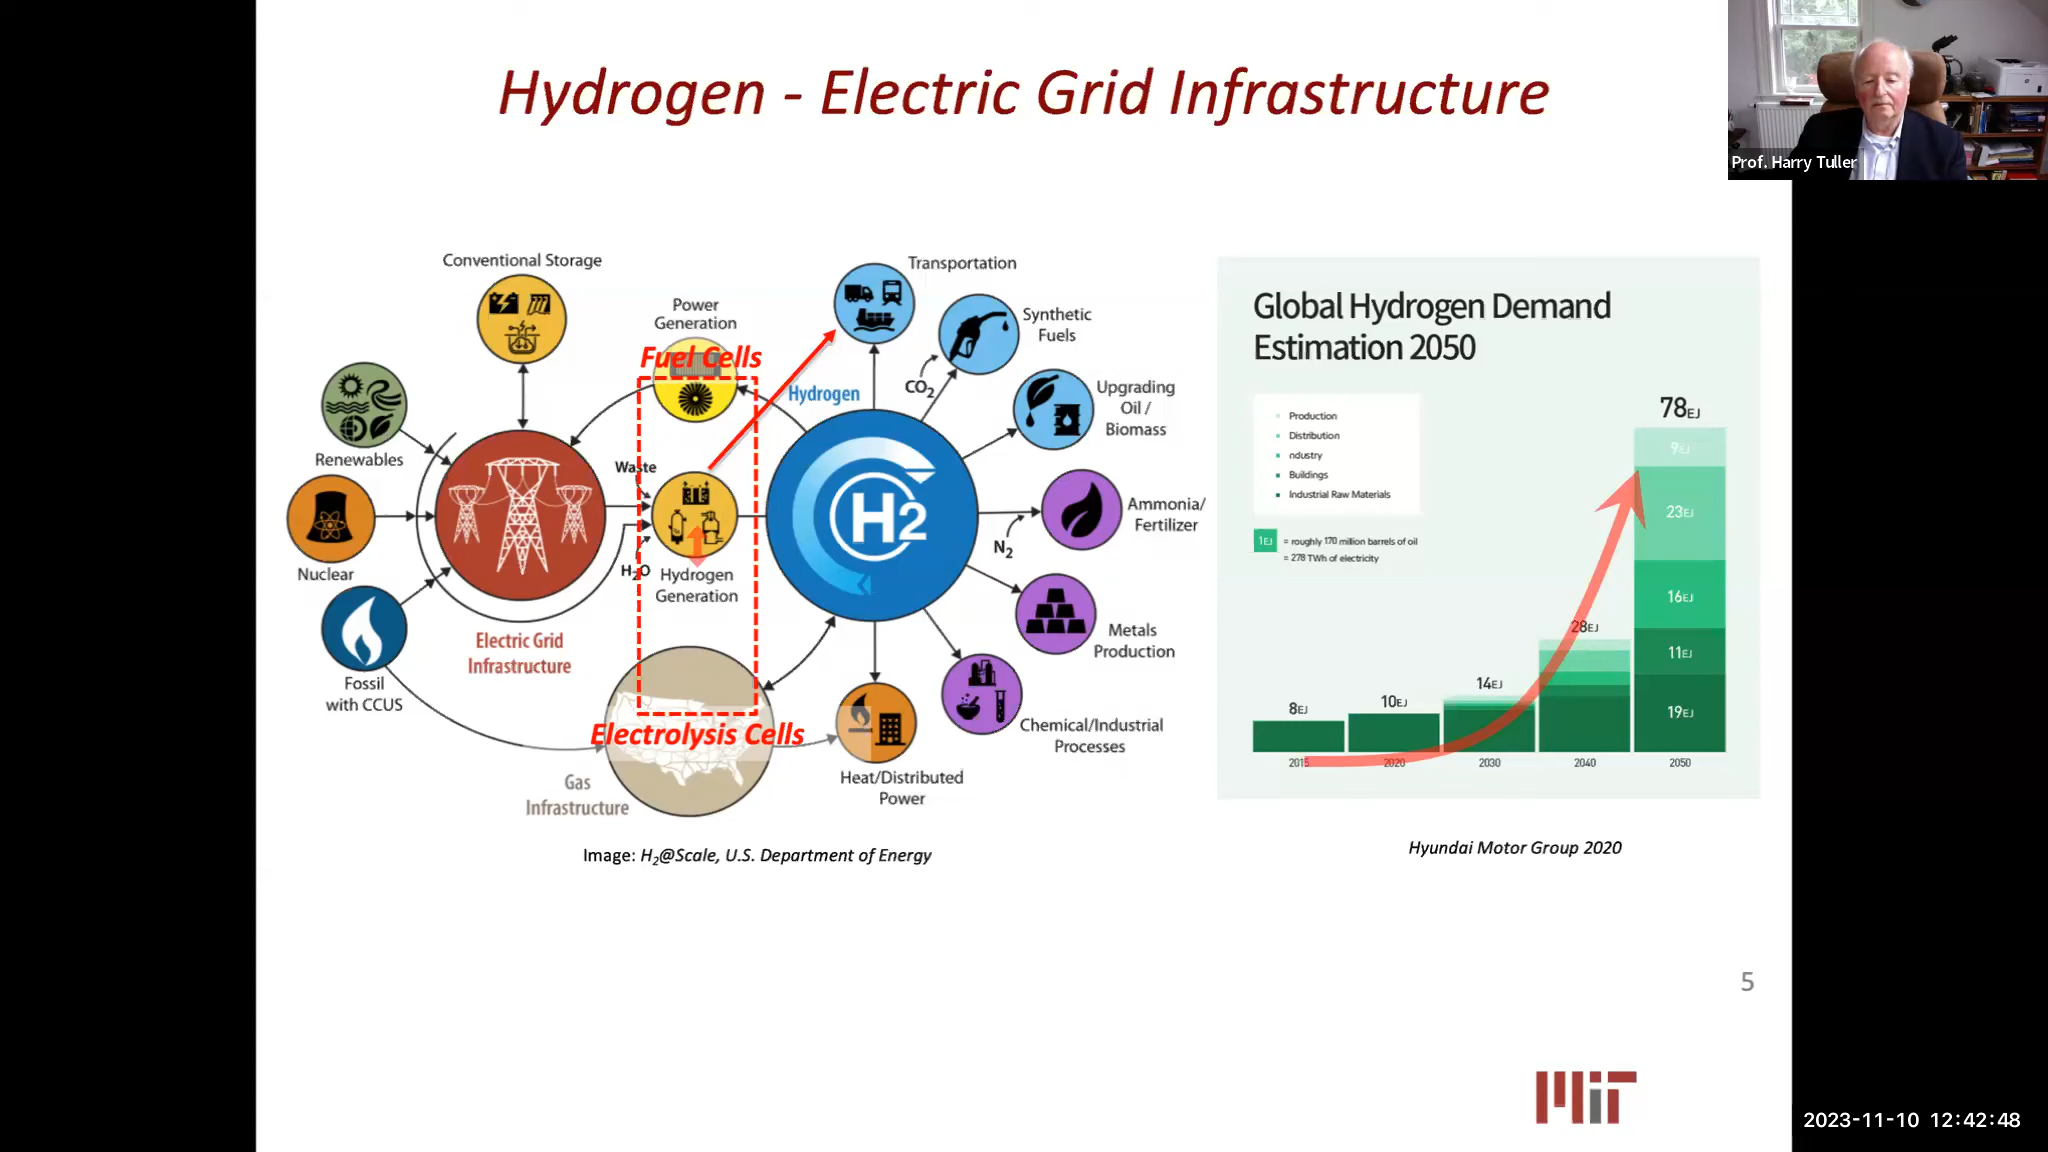 Hydrogen - Electric Grid Infrastructure
Prof. Harry Tuller
Conventional Storage
Power
Generation
Fuel Cells
Transportation
Synthetic
Fuels
Hydrogen
CO2
Upgrading
Oil /
Biomass
Renewables
Waste
H2
Ammonia/
Fertilizer
N2
Nuclear
H2O
Hydrogen
Generation
Electric Grid
Infrastructure
Metals
Production
Fossil
with CCUS
Electrolysis Cells
Chemical/Industrial
Processes
Gas
Infrastructure
Heat/Distributed
Power
Image: H2@Scale, U.S. Department of Energy
Global Hydrogen Demand
Estimation 2050
Production
Distribution
ndustry
Buildings
Industrial Raw Materials
1EJ = roughly 170 million barrels of oil
= 278 TWh of electricity
78EJ
9EJ
23EJ
16EJ
11EJ
19EJ
28EJ
14EJ
10EJ
8EJ
2015 2020 2030 2040 2050
Hyundai Motor Group 2020
5
MIT
2023-11-10 12:42:48